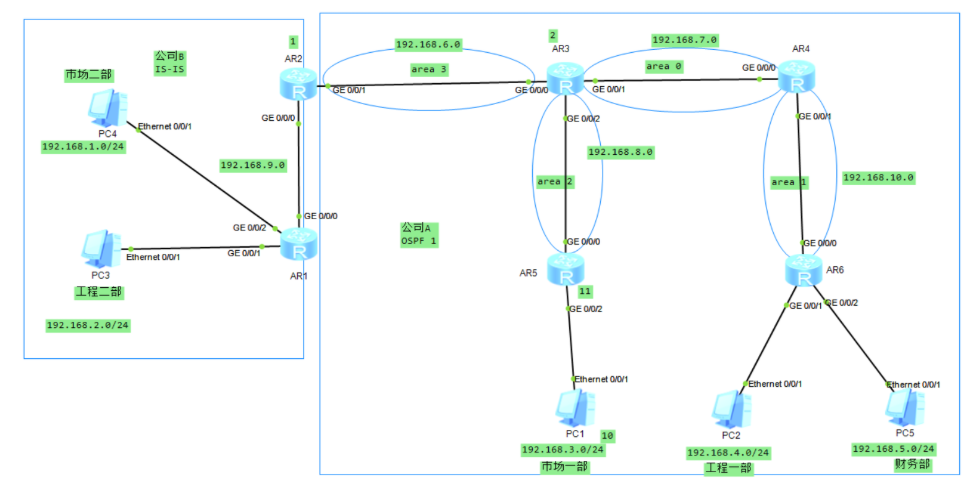 公司B
IS-IS
市场二部
Ethernet 0/0/1
PC4
192.168.1.0/24
1
AR2
R
GE 0/0/1
GE 0/0/0
192.168.9.0
GE 0/0/0
GE 0/0/2
GE 0/0/1
R
AR1
Ethernet 0/0/1
PC3
工程二部
192.168.2.0/24
192.168.6.0
area 3
2
AR3
R
GE 0/0/0
GE 0/0/1
GE 0/0/2
192.168.7.0
area 0
AR4
GE 0/0/0
R
GE 0/0/1
192.168.8.0
area 2
公司A
OSPF 1
GE 0/0/0
AR5
R
11
GE 0/0/2
Ethernet 0/0/1
PC1
10
192.168.3.0/24
市场一部
area 1
192.168.10.0
GE 0/0/0
AR6
R
GE 0/0/1
GE 0/0/2
Ethernet 0/0/1
PC2
192.168.4.0/24
工程一部
Ethernet 0/0/1
PC5
192.168.5.0/24
财务部